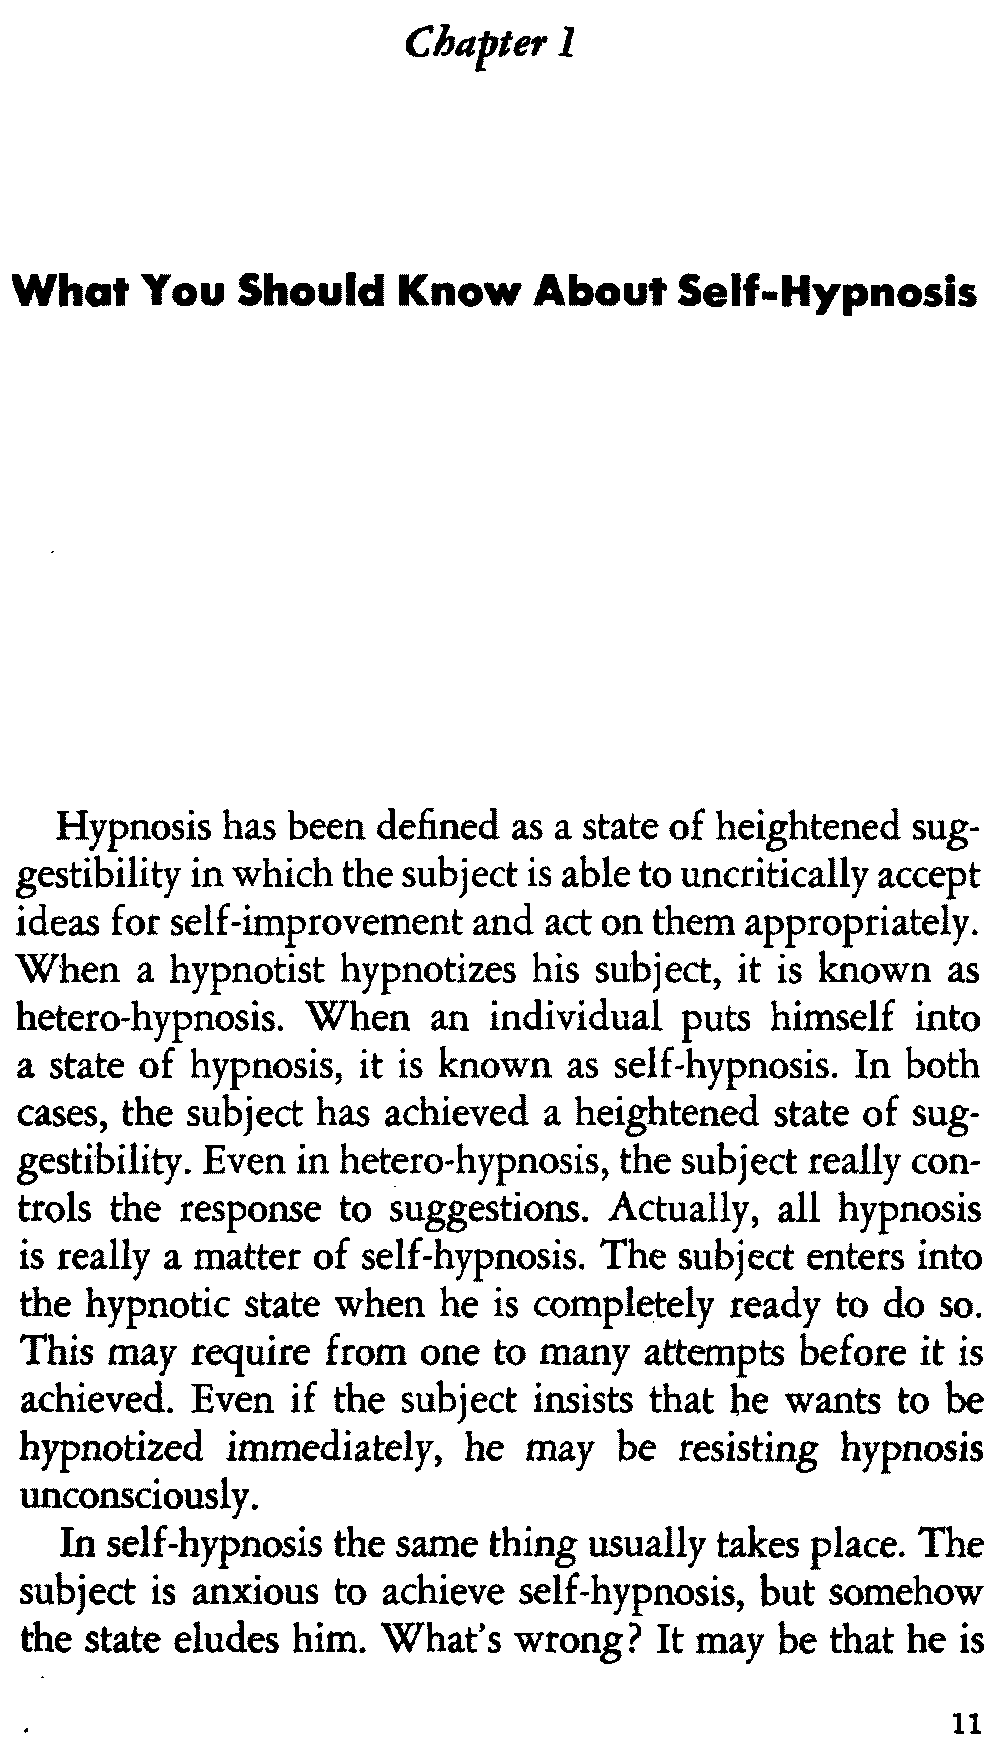 Chapter 1
What You Should Know About Self-Hypnosis
Hypnosis has been defined as a state of heightened sug-
gestibility in which the subject is able to uncritically accept
ideas for self-improvement and act on them appropriately.
When a hypnotist hypnotizes his subject, it is known as
hetero-hypnosis. When an individual puts himself into
a state of hypnosis, it is known as self-hypnosis. In both
cases, the subject has achieved a heightened state of sug-
gestibility. Even in hetero-hypnosis, the subject really con-
trols the response to suggestions. Actually, all hypnosis
is really a matter of self-hypnosis. The subject enters into
the hypnotic state when he is completely ready to do so.
This may require from one to many attempts before it is
achieved. Even if the subject insists that he wants to be
hypnotized immediately, he may be resisting hypnosis
unconsciously.
In self-hypnosis the same thing usually takes place. The
subject is anxious to achieve self-hypnosis, but somehow
the state eludes him. What's wrong? It may be that he is
11